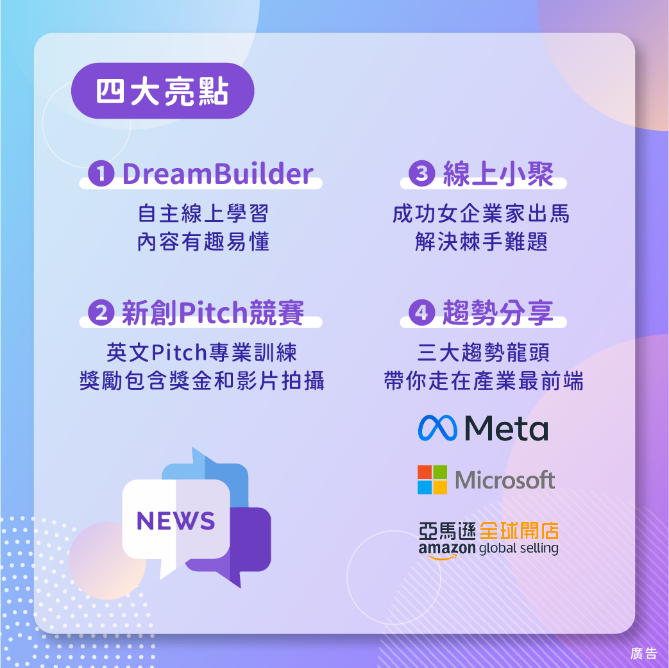 四大亮點
1 DreamBuilder
自主線上學習
內容有趣易懂
2 新創Pitch競賽
英文Pitch專業訓練
獎勵包含獎金和影片拍攝
3 線上小聚
成功女企業家出馬
解決棘手難題
4 趨勢分享
三大趨勢龍頭
帶你走在產業最前端
Meta
Microsoft
亞馬遜全球開店
amazon global selling
NEWS
廣告